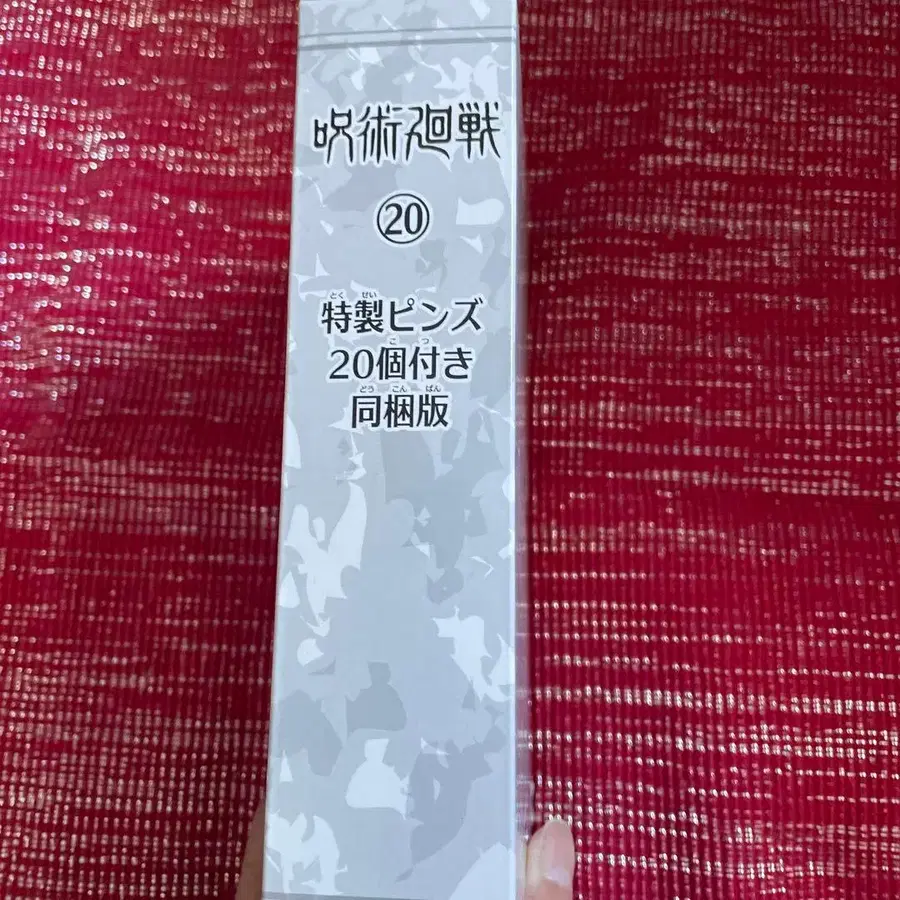 呪術廻戦
⑳
とく せい
特製ピンズ
こ つ
20個付き
どう こん ばん
同梱版